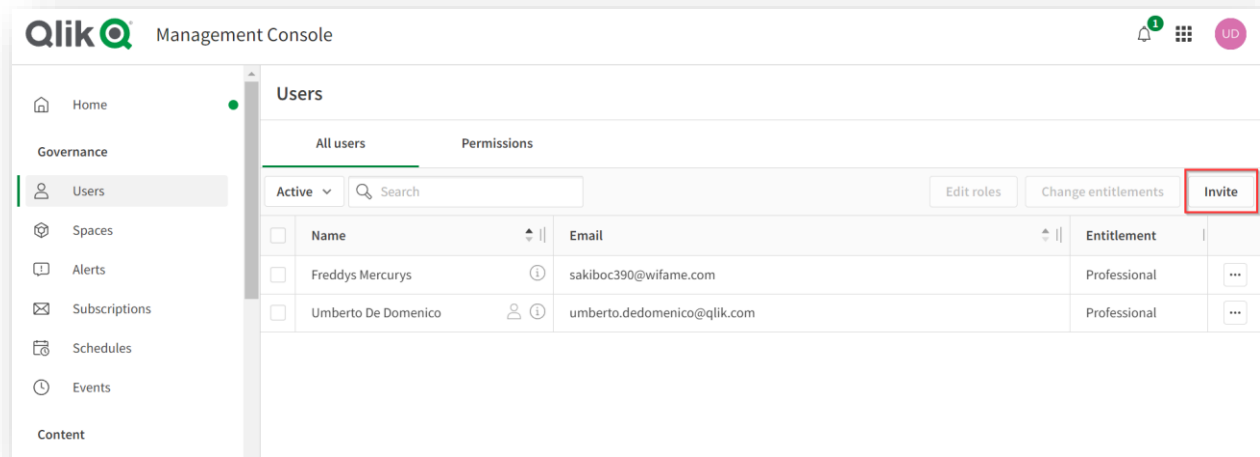 Qlik Management Console 1 UD
Home
Governance
Users
Spaces
Alerts
Subscriptions
Schedules
Events
Content
Users
All users Permissions
Active Search Edit roles Change entitlements Invite
Name Email Entitlement
Freddys Mercurys sakiboc390@wifame.com Professional ...
Umberto De Domenico umberto.dedomenico@qlik.com Professional ...